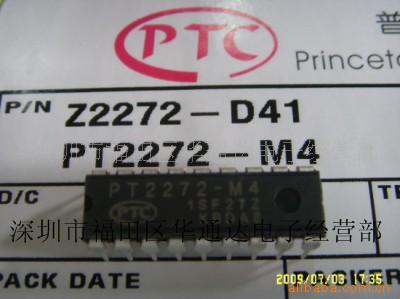 PTC
普
Princeto
P/N Z2272-D41
PT2272-M4
D/C
PT2272-M4
PTC
深圳市福田区华通达电子经营部
PACK DATE
2009/07/03 17:35